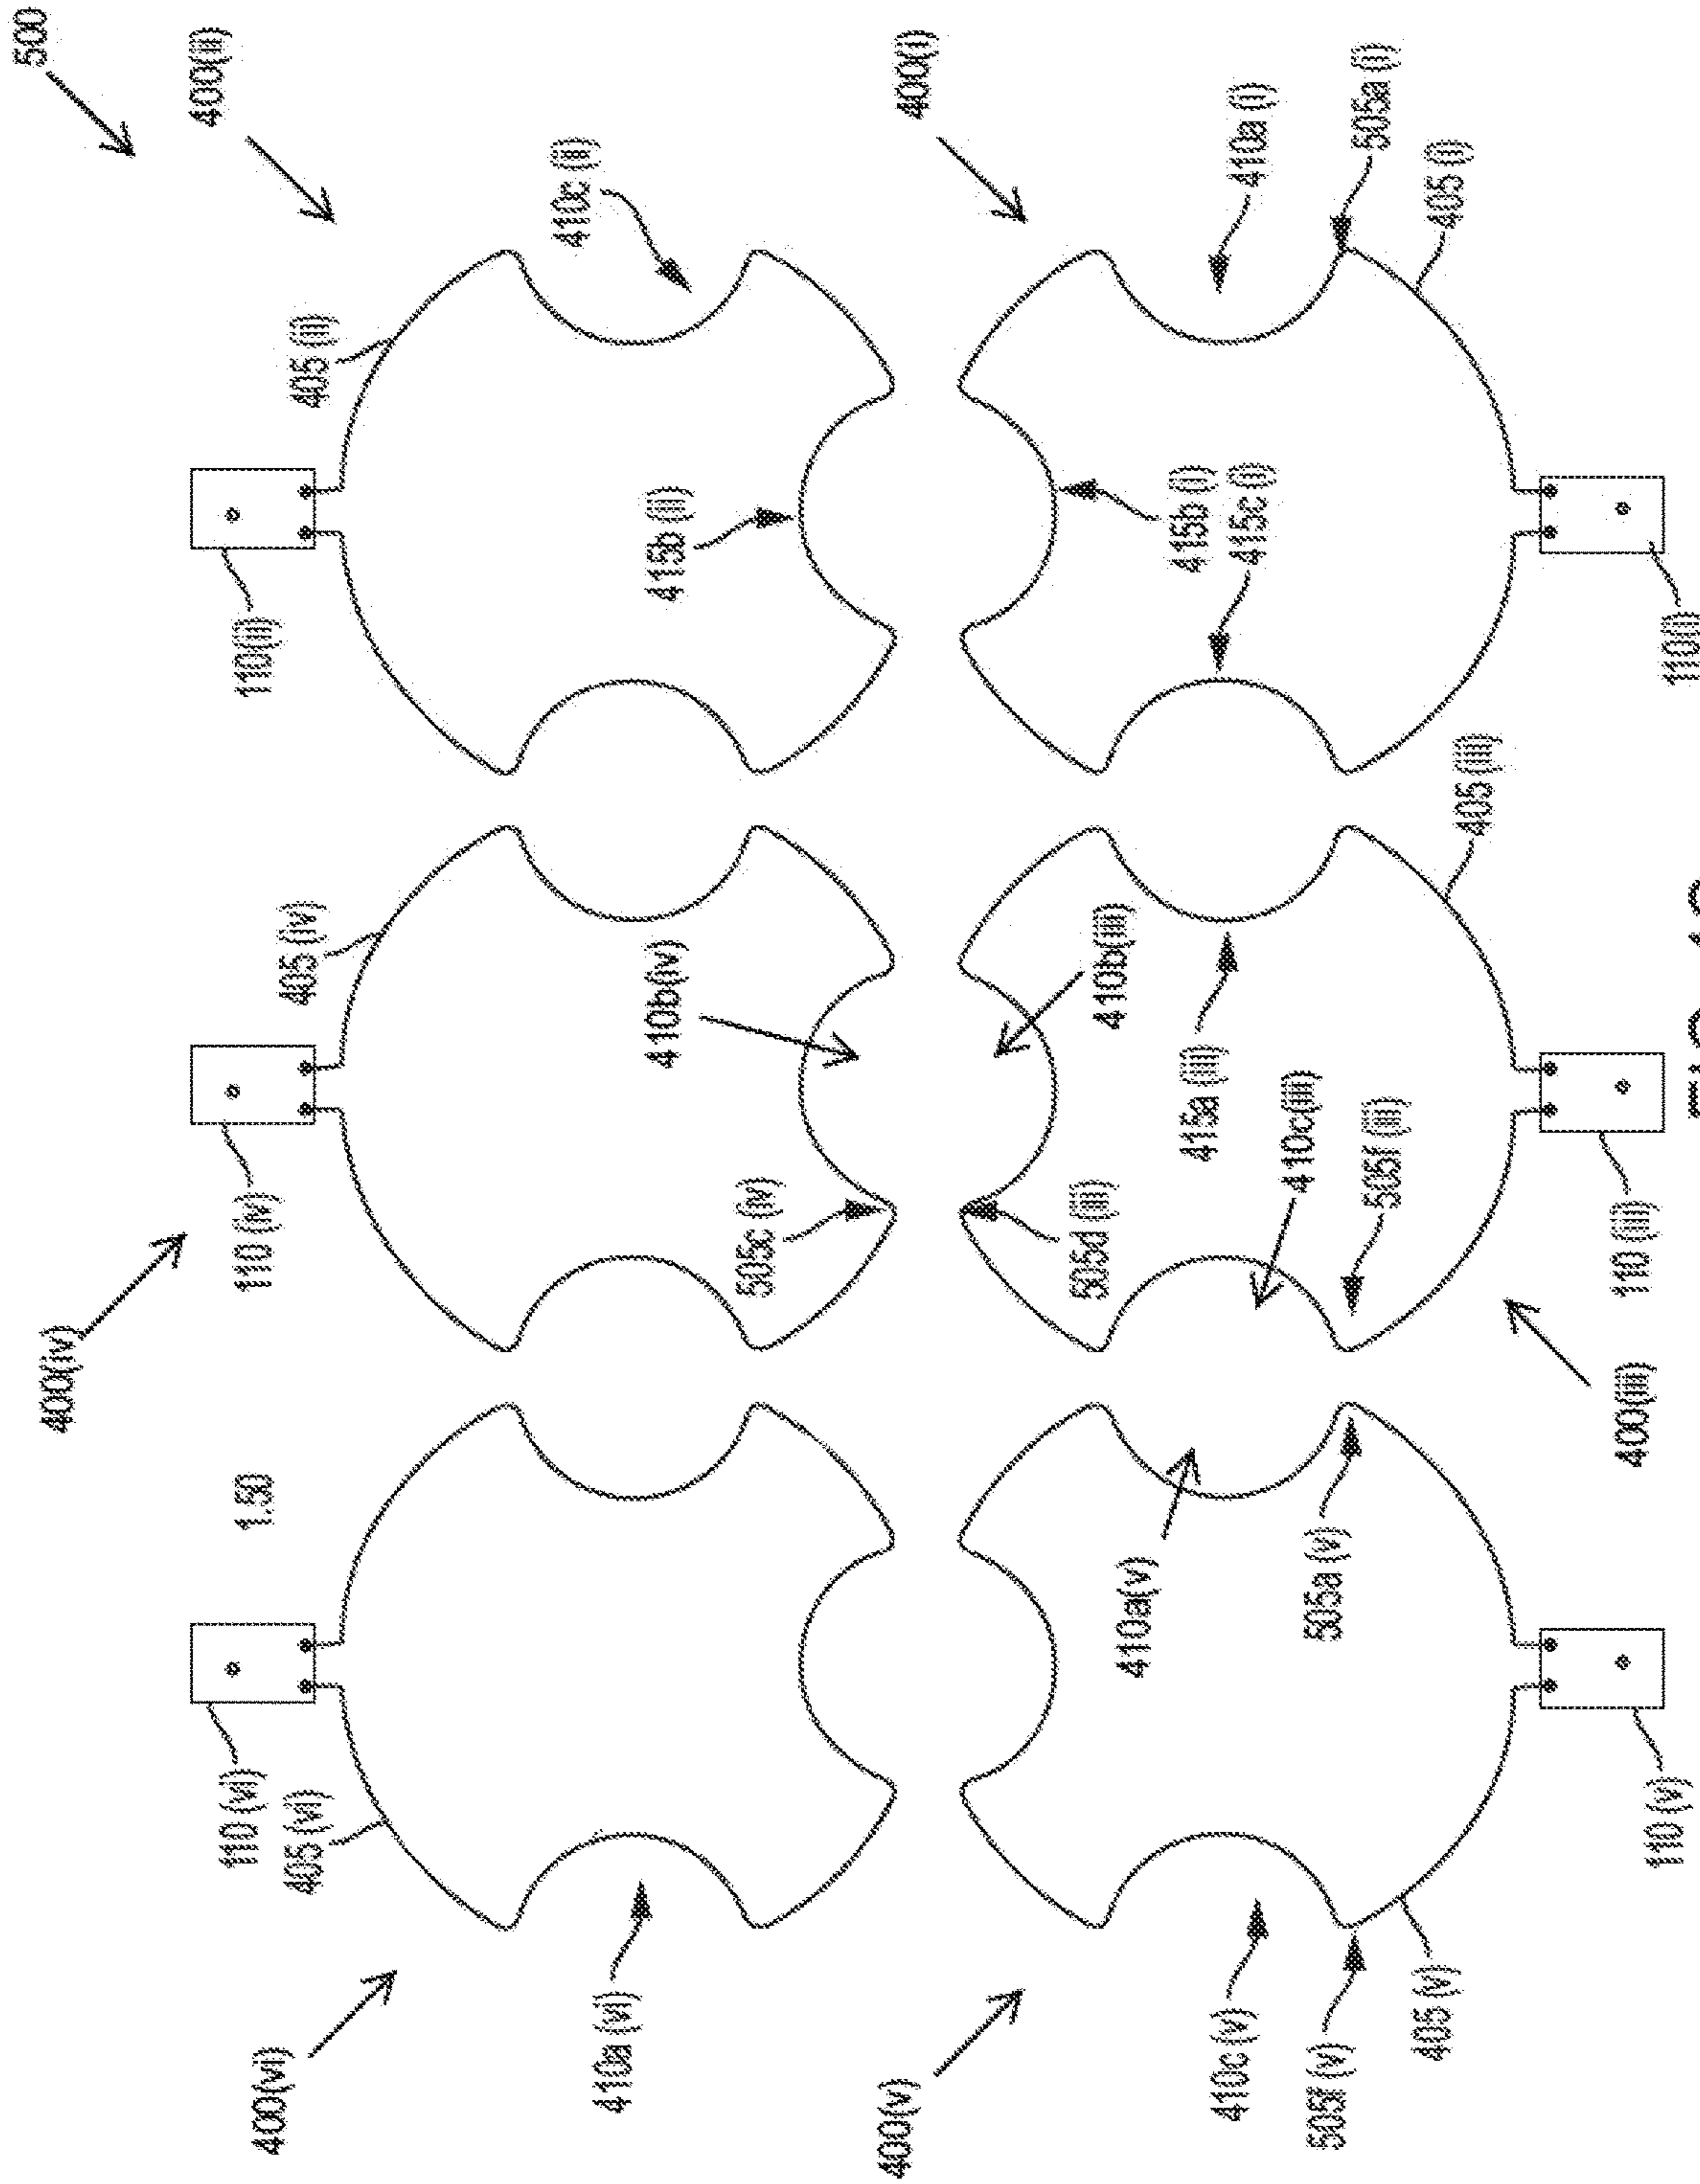 500
400(ii)
410c (ii)
405 (ii)
110(ii)
415b (ii)
400(i)
410a (i)
505a (i)
405 (i)
415b (i)
415c (i)
110(i)
400(iv)
110 (iv)
405 (iv)
410b(iv)
505c (iv)
410b(iii)
505d (iii)
415a (iii)
410c(iii)
505f (iii)
405 (iii)
110 (iii)
400(iii)
1.50
110 (vi)
405 (vi)
410a (vi)
400(vi)
400(v)
410a(v)
505a (v)
410c (v)
505f (v)
405 (v)
110 (v)